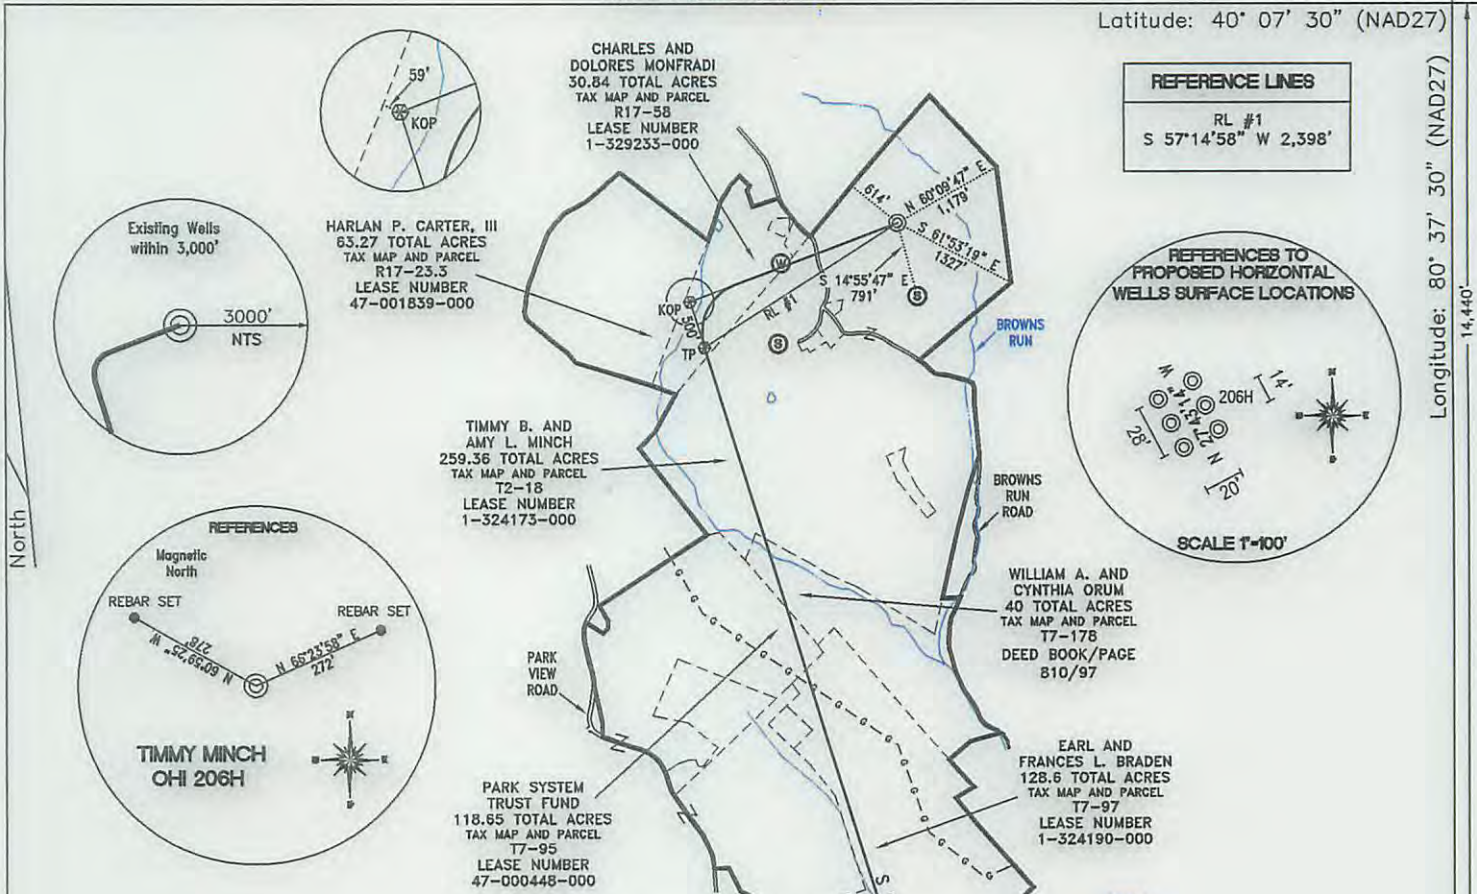 Latitude: 40° 07' 30" (NAD27)
Longitude: 80° 37' 30" (NAD27)
14,440'
REFERENCE LINES
RL #1
S 57°14'58" W 2,398'
59'
KOP
CHARLES AND
DOLORES MONFRADI
30.84 TOTAL ACRES
TAX MAP AND PARCEL
R17-58
LEASE NUMBER
1-329233-000
Existing Wells
within 3,000'
3000'
NTS
HARLAN P. CARTER, III
63.27 TOTAL ACRES
TAX MAP AND PARCEL
R17-23.3
LEASE NUMBER
47-001839-000
614'
N 60°09'47" E
1,179'
S 61°53'19" E
1327'
S 14°55'47" E
791'
W
S
S
RL #1
KOP
500'
TP
BROWNS
RUN
REFERENCES TO
PROPOSED HORIZONTAL
WELLS SURFACE LOCATIONS
W
206H
14'
N 27°43'14"
28'
20"
SCALE 1"=100'
TIMMY B. AND
AMY L. MINCH
259.36 TOTAL ACRES
TAX MAP AND PARCEL
T2-18
LEASE NUMBER
1-324173-000
BROWNS
RUN
ROAD
North
REFERENCES
Magnetic
North
REBAR SET
REBAR SET
N 60°59'25" W
278'
N 65°23'58" E
272'
TIMMY MINCH
OHI 206H
WILLIAM A. AND
CYNTHIA ORUM
40 TOTAL ACRES
TAX MAP AND PARCEL
T7-178
DEED BOOK/PAGE
810/97
PARK
VIEW
ROAD
EARL AND
FRANCES L. BRADEN
128.6 TOTAL ACRES
TAX MAP AND PARCEL
T7-97
LEASE NUMBER
1-324190-000
PARK SYSTEM
TRUST FUND
118.65 TOTAL ACRES
TAX MAP AND PARCEL
T7-95
LEASE NUMBER
47-000448-000
S